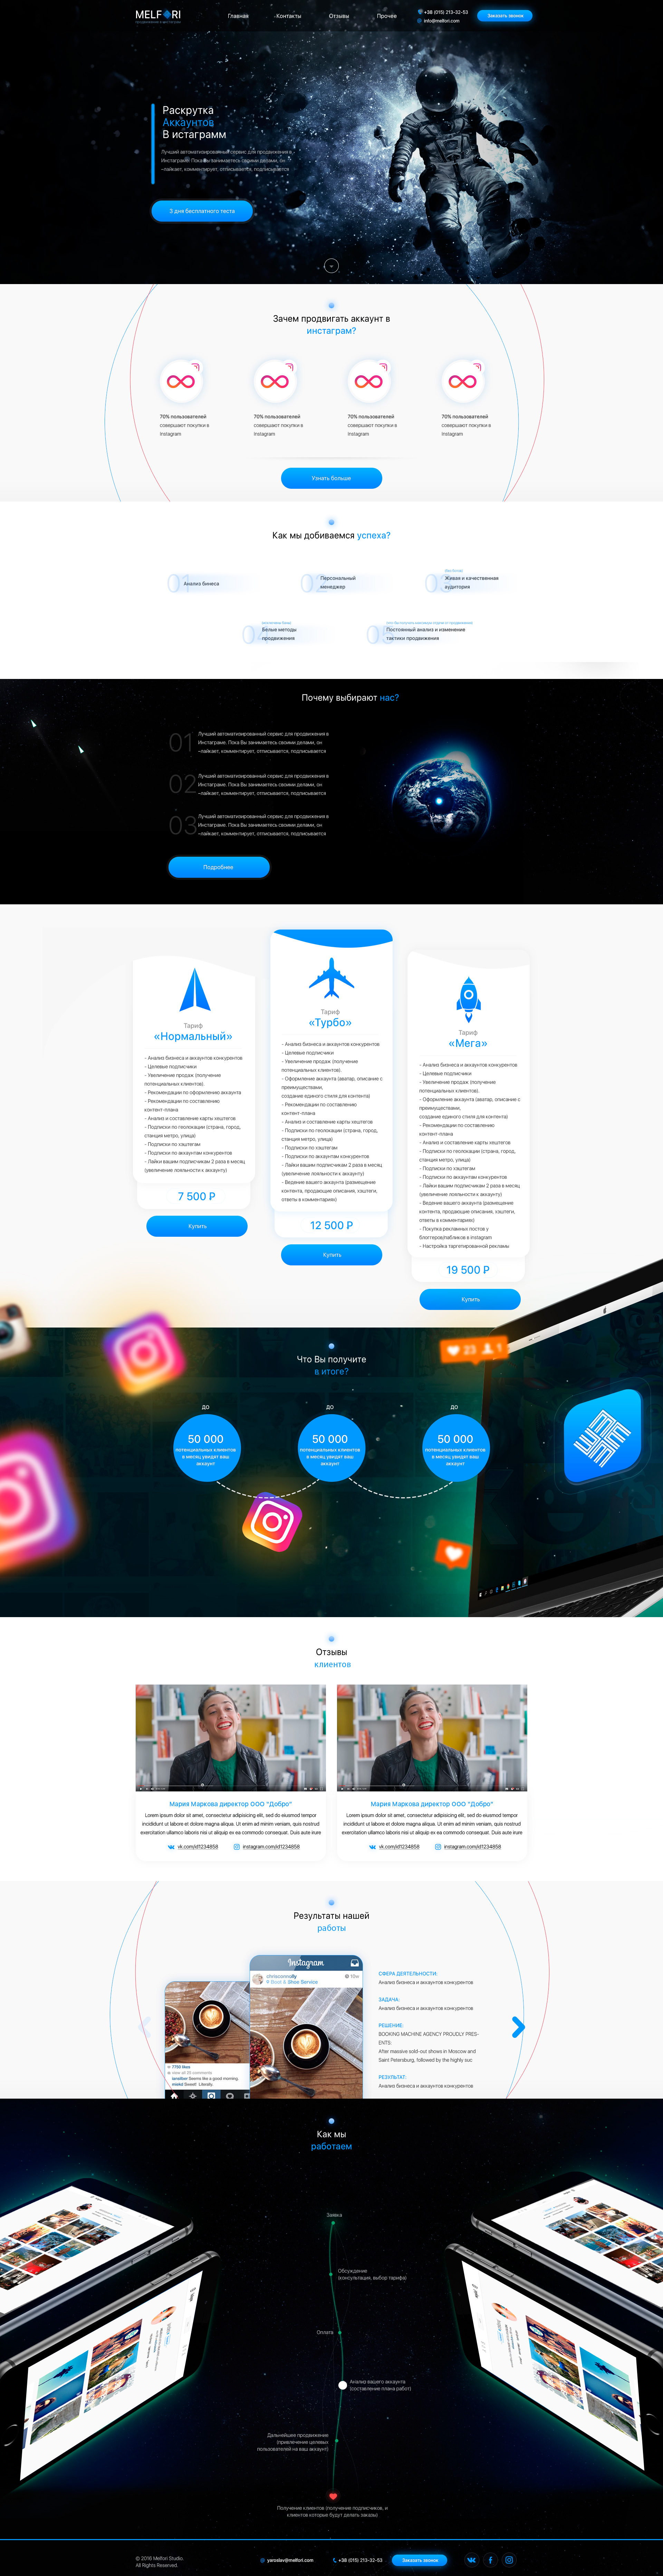 MELFORI
Главная
Контакты
Отзывы
Прочее
+38 (015) 213-32-53
info@melfori.com
Заказать звонок
Раскрутка
Аккаунтов
В истаграмм
Лучший автоматизированный сервис для продвижения в
Инстаграме. Пока Вы занимаетесь своими делами, он
–лайкает, комментирует, отписывается, подписывается
3 дня бесплатного теста
Зачем продвигать аккаунт в
инстаграм?
70% пользователей
совершают покупки в
Instagram
70% пользователей
совершают покупки в
Instagram
70% пользователей
совершают покупки в
Instagram
70% пользователей
совершают покупки в
Instagram
Узнать больше
Как мы добиваемся успеха?
Анализ бинеса
Персональный
менеджер
Живая и качественная
аудитория
Белые методы
продвижения
Постоянный анализ и изменение
тактики продвижения
Почему выбирают нас?
01
Лучший автоматизированный сервис для продвижения в
Инстаграме. Пока Вы занимаетесь своими делами, он
–лайкает, комментирует, отписывается, подписывается
02
Лучший автоматизированный сервис для продвижения в
Инстаграме. Пока Вы занимаетесь своими делами, он
–лайкает, комментирует, отписывается, подписывается
03
Лучший автоматизированный сервис для продвижения в
Инстаграме. Пока Вы занимаетесь своими делами, он
–лайкает, комментирует, отписывается, подписывается
Подробнее
Тариф
«Нормальный»
- Анализ бизнеса и аккаунтов конкурентов
- Целевые подписчики
- Увеличение продаж (получение
потенциальных клиентов).
- Рекомендации по оформлению аккаунта
- Рекомендации по составлению
контент-плана
- Анализ и составление карты хештегов
- Подписки по геолокации (страна, город,
станция метро, улица)
- Подписки по хэштегам
- Подписки по аккаунтам конкурентов
- Лайки вашим подписчикам 2 раза в месяц
(увеличение лояльности к аккаунту)
7 500 Р
Купить
Тариф
«Турбо»
- Анализ бизнеса и аккаунтов конкурентов
- Целевые подписчики
- Увеличение продаж (получение
потенциальных клиентов).
- Оформление аккаунта (аватар, описание с
преимуществами,
создание единого стиля для контента)
- Рекомендации по составлению
контент-плана
- Анализ и составление карты хештегов
- Подписки по геолокации (страна, город,
станция метро, улица)
- Подписки по хэштегам
- Подписки по аккаунтам конкурентов
- Лайки вашим подписчикам 2 раза в месяц
(увеличение лояльности к аккаунту)
- Ведение вашего аккаунта (размещение
контента, продающие описания, хэштеги,
ответы в комментариях)
12 500 Р
Купить
Тариф
«Мега»
- Анализ бизнеса и аккаунтов конкурентов
- Целевые подписчики
- Увеличение продаж (получение
потенциальных клиентов).
- Оформление аккаунта (аватар, описание с
преимуществами,
создание единого стиля для контента)
- Рекомендации по составлению
контент-плана
- Анализ и составление карты хештегов
- Подписки по геолокации (страна, город,
станция метро, улица)
- Подписки по хэштегам
- Подписки по аккаунтам конкурентов
- Лайки вашим подписчикам 2 раза в месяц
(увеличение лояльности к аккаунту)
- Ведение вашего аккаунта (размещение
контента, продающие описания, хэштеги,
ответы в комментариях)
- Покупка рекламных постов у
блоггеров/пабликов в instagram
- Настройка таргетированной рекламы
19 500 Р
Купить
23 1
Что Вы получите
в итоге?
до
50 000
потенциальных клиентов
в месяц увидят ваш
аккаунт
до
50 000
потенциальных клиентов
в месяц увидят ваш
аккаунт
до
50 000
потенциальных клиентов
в месяц увидят ваш
аккаунт
Отзывы
клиентов
Мария Маркова директор ООО "Добро"
Lorem ipsum dolor sit amet, consectetur adipisicing elit, sed do eiusmod tempor
incididunt ut labore et dolore magna aliqua. Ut enim ad minim veniam, quis nostrud
exercitation ullamco laboris nisi ut aliquip ex ea commodo consequat. Duis aute irure
vk.com/id1234858
instagram.com/id1234858
Мария Маркова директор ООО "Добро"
Lorem ipsum dolor sit amet, consectetur adipisicing elit, sed do eiusmod tempor
incididunt ut labore et dolore magna aliqua. Ut enim ad minim veniam, quis nostrud
exercitation ullamco laboris nisi ut aliquip ex ea commodo consequat. Duis aute irure
vk.com/id1234858
instagram.com/id1234858
Результаты нашей
работы
Instagram
chrisconnolly
Boot & Shoe Service
7793 likes
view all 55 comments
Seems like a good morning,
Literally.
СФЕРА ДЕЯТЕЛЬНОСТИ:
Анализ бизнеса и аккаунтов конкурентов
ЗАДАЧА:
Анализ бизнеса и аккаунтов конкурентов
РЕШЕНИЕ:
BOOKING MACHINE AGENCY PROUDLY PRES-
ENTS:
After massive sold-out shows in Moscow and
Saint Petersburg, followed by the highly suc
РЕЗУЛЬТАТ:
Анализ бизнеса и аккаунтов конкурентов
Как мы
работаем
Заявка
Обсуждение
(консультация, выбор тарифа)
Оплата
Анализ вашего аккаунта
(составление плана работ)
Дальнейшее продвижение
(привлечение целевых
пользователей на ваш аккаунт)
Получение клиентов (получение подписчиков, и
клиентов которые будут делать заказы)
© 2016 Melfori Studio.
All Rights Reserved.
yaroslav@melfori.com
+38 (015) 213-32-53
Заказать звонок